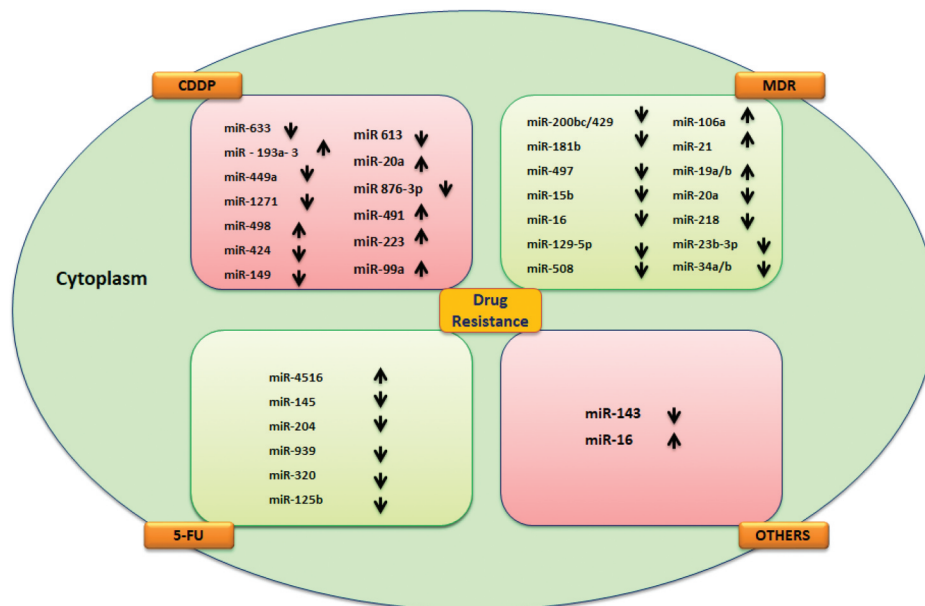 CDDP
miR-633
miR - 193a- 3
miR-449a
miR-1271
miR-498
miR-424
miR-149
miR 613
miR-20a
miR 876-3p
miR-491
miR-223
miR-99a
MDR
miR-200bc/429
miR-181b
miR-497
miR-15b
miR-16
miR-129-5p
miR-508
miR-106a
miR-21
miR-19a/b
miR-20a
miR-218
miR-23b-3p
miR-34a/b
Cytoplasm
Drug
Resistance
miR-4516
miR-145
miR-204
miR-939
miR-320
miR-125b
5-FU
miR-143
miR-16
OTHERS